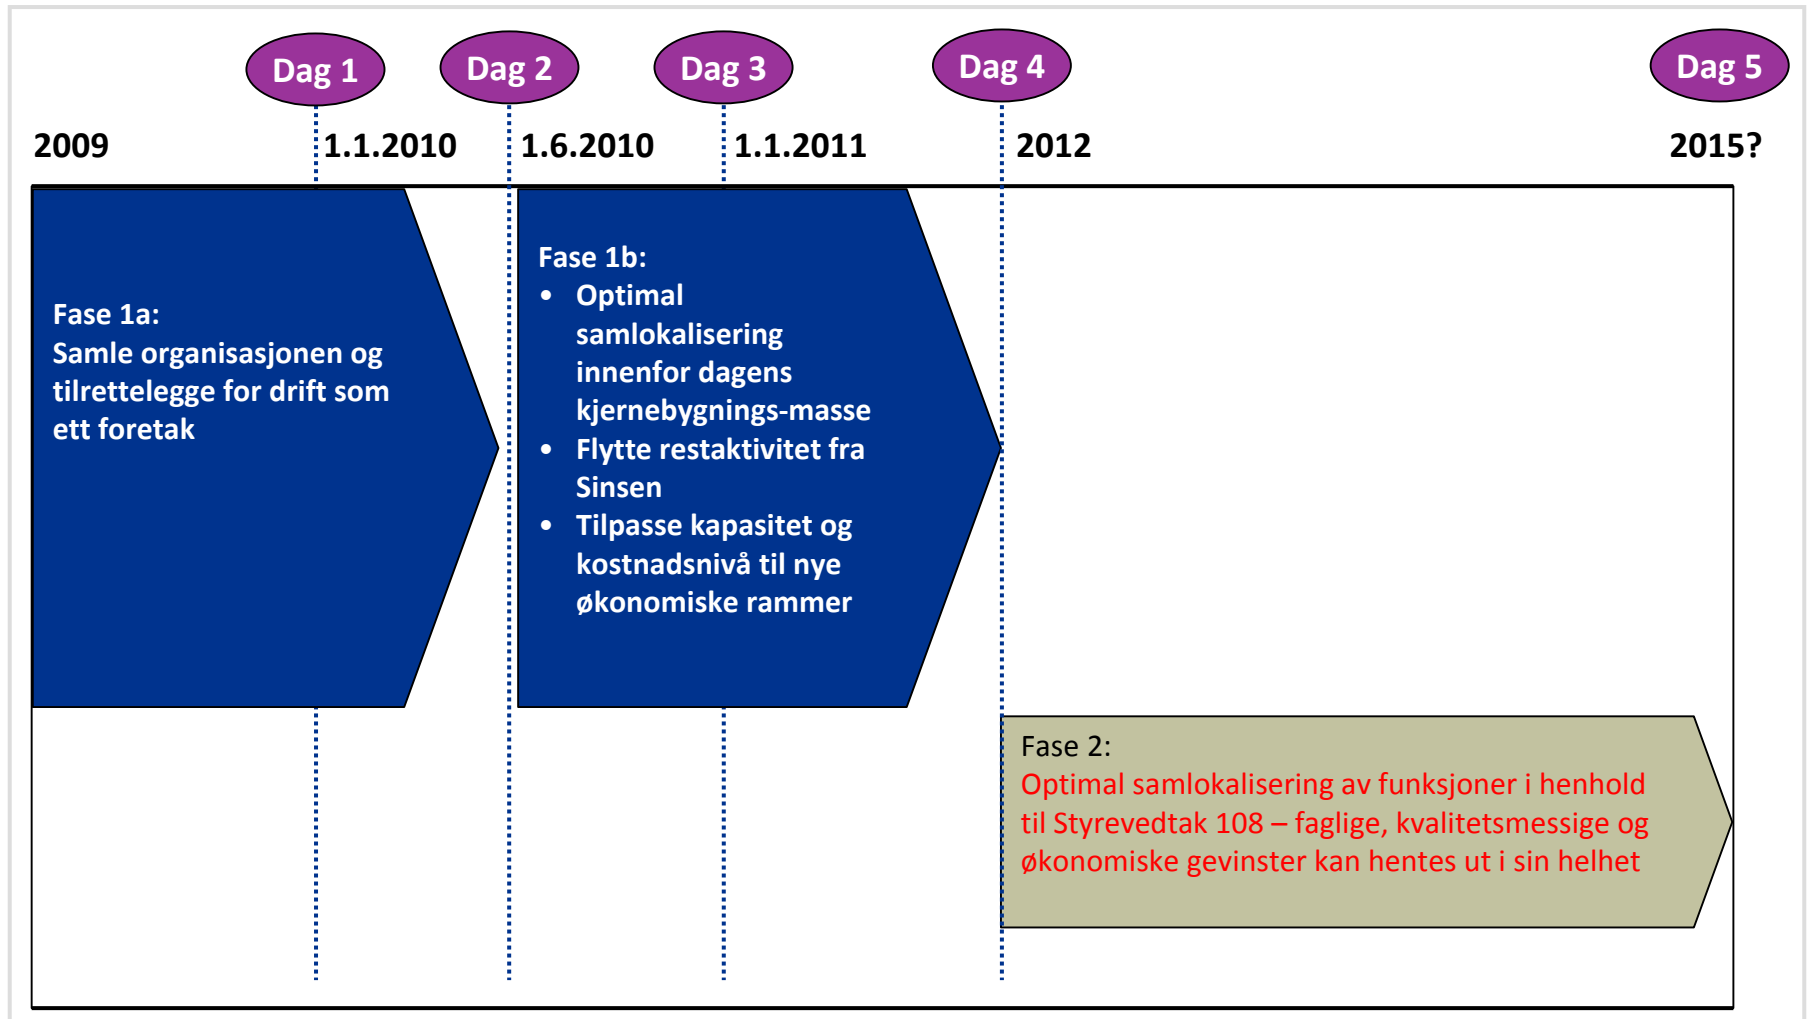 Dag 1
Dag 2
Dag 3
Dag 4
Dag 5
2009
1.1.2010
1.6.2010
1.1.2011
2012
2015?
Fase 1a:
Samle organisasjonen og
tilrettelegge for drift som
ett foretak
Fase 1b:
• Optimal
samlokalisering
innenfor dagens
kjernebygnings-masse
• Flytte restaktivitet fra
Sinsen
• Tilpasse kapasitet og
kostnadsnivå til nye
økonomiske rammer
Fase 2:
Optimal samlokalisering av funksjoner i henhold
til Styrevedtak 108 – faglige, kvalitetsmessige og
økonomiske gevinster kan hentes ut i sin helhet